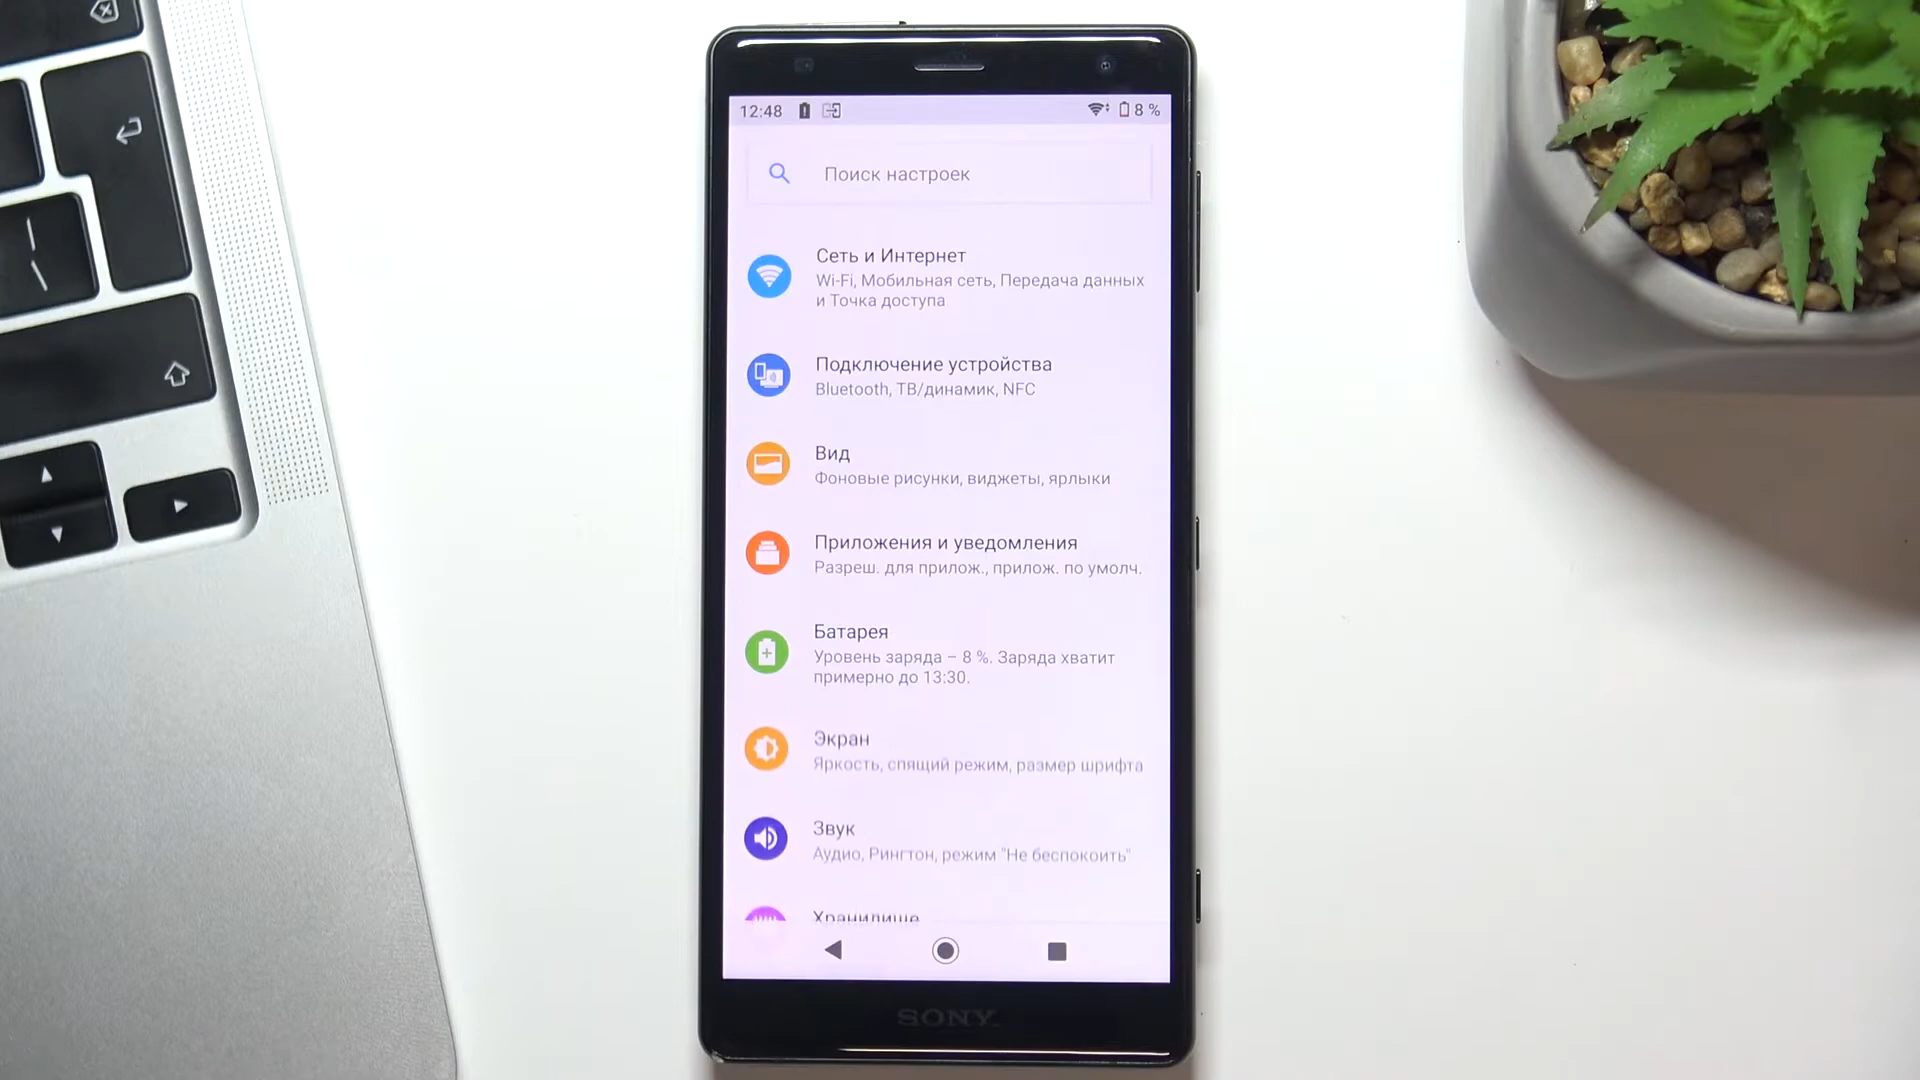 12:48
8 %
Поиск настроек
Сеть и Интернет
Wi-Fi, Мобильная сеть, Передача данных
и Точка доступа
Подключение устройства
Bluetooth, ТВ/динамик, NFC
Вид
Фоновые рисунки, виджеты, ярлыки
Приложения и уведомления
Разреш. для прилож., прилож. по умолч.
Батарея
Уровень заряда – 8 %. Заряда хватит
примерно до 13:30.
Экран
Яркость, спящий режим, размер шрифта
Звук
Аудио, Рингтон, режим "Не беспокоить"
Хранилище
SONY